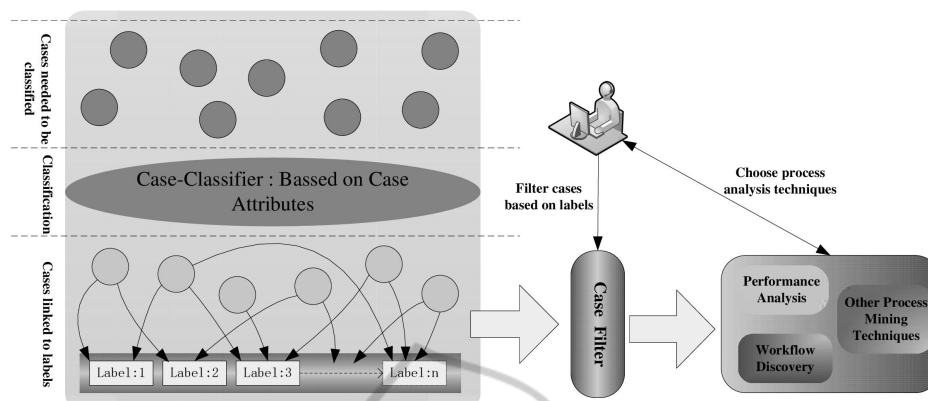 Cases needed to be
classified
Classification
Cases linked to labels
Case-Classifier : Bassed on Case
Attributes
Label:1
Label:2
Label:3
Label:n
Filter cases
based on labels
Choose process
analysis techniques
Case Filter
Performance
Analysis
Other Process
Mining
Techniques
Workflow
Discovery